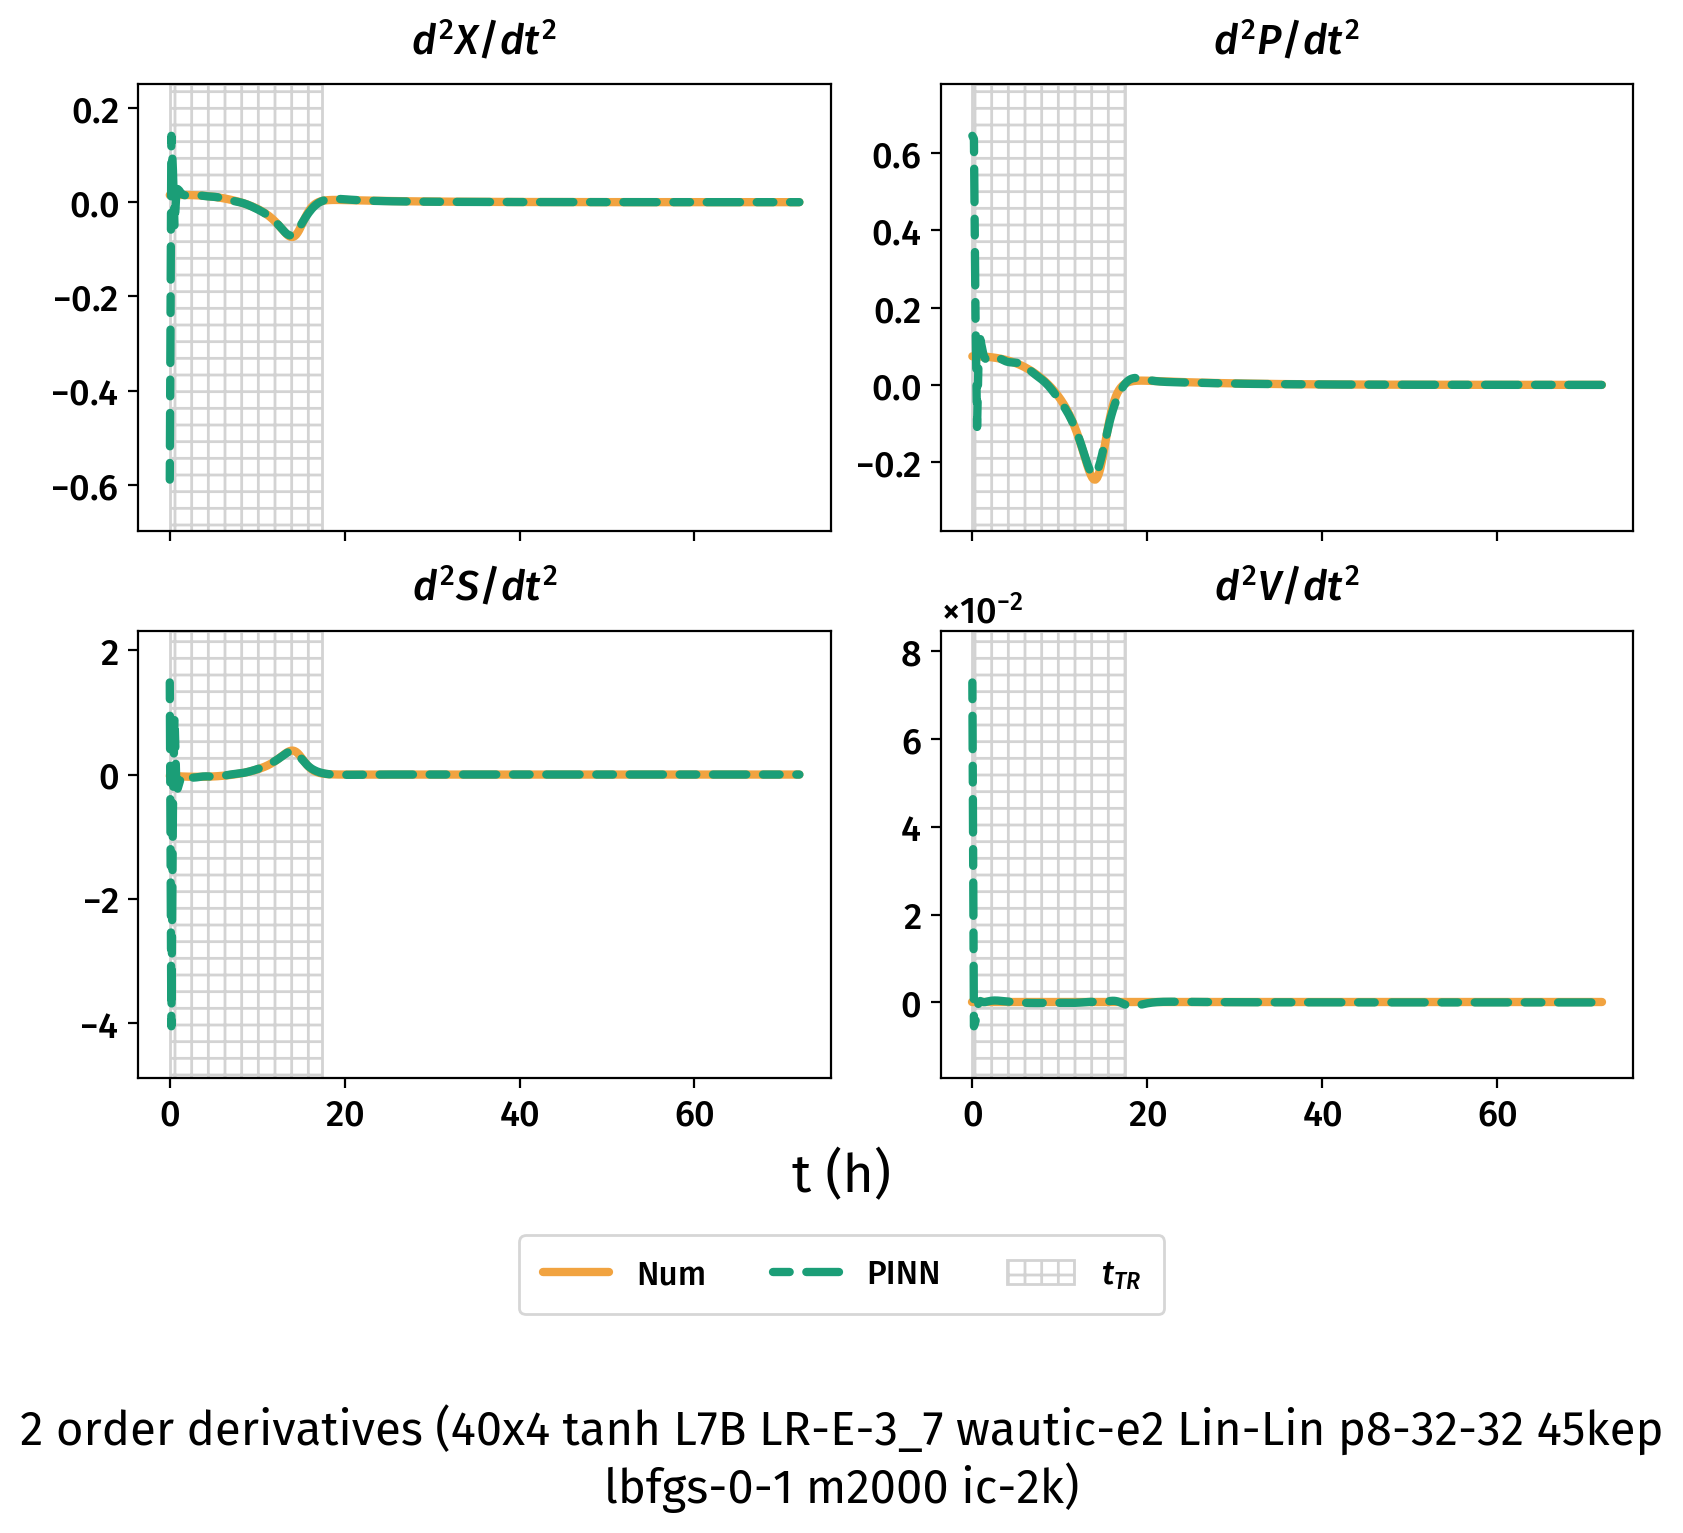 d²X/dt²
0.2
0.0
−0.2
−0.4
−0.6
d²P/dt²
0.6
0.4
0.2
0.0
−0.2
d²S/dt²
2
0
−2
−4
0 20 40 60
d²V/dt²
×10⁻²
8
6
4
2
0
0 20 40 60
t (h)
Num PINN t_TR
2 order derivatives (40x4 tanh L7B LR-E-3_7 wautic-e2 Lin-Lin p8-32-32 45kep
lbfgs-0-1 m2000 ic-2k)